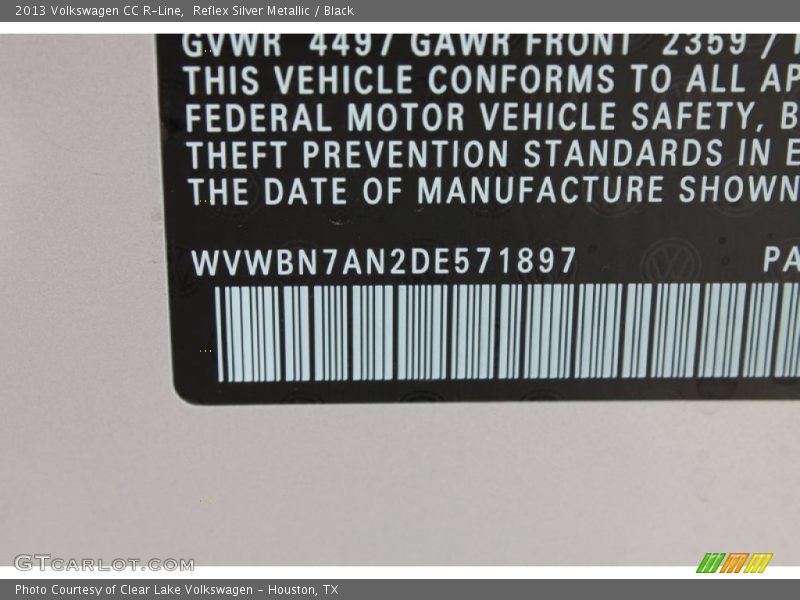 2013 Volkswagen CC R-Line, Reflex Silver Metallic / Black
GVWR 4497 GAWR FRONT 2359 /
THIS VEHICLE CONFORMS TO ALL AP
FEDERAL MOTOR VEHICLE SAFETY, B
THEFT PREVENTION STANDARDS IN E
THE DATE OF MANUFACTURE SHOWN
WVWBN7AN2DE571897 PA
GTCARLOT.COM
Photo Courtesy of Clear Lake Volkswagen - Houston, TX